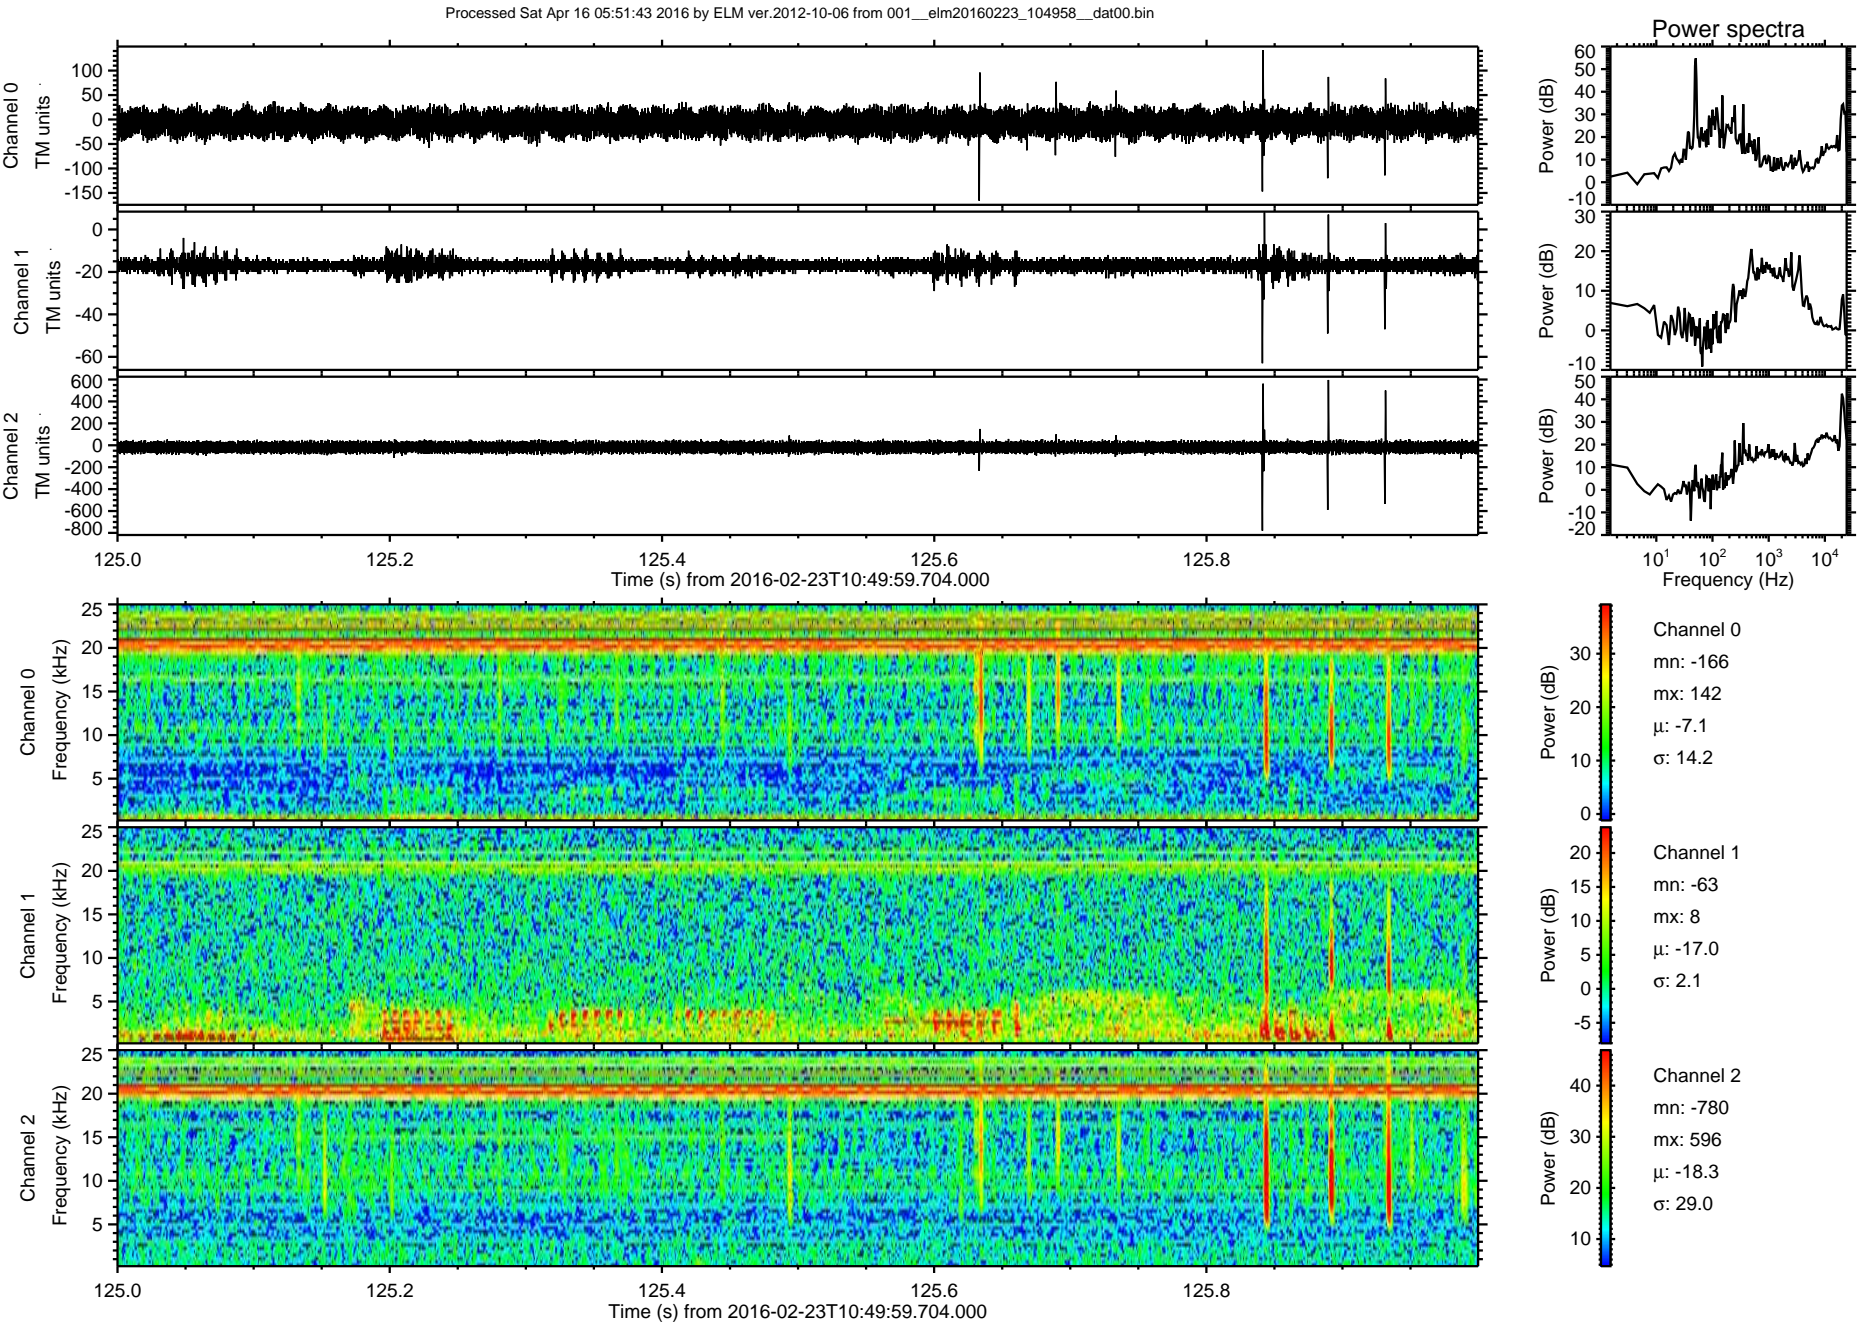 Processed Sat Apr 16 05:51:43 2016 by ELM ver.2012-10-06 from 001__elm20160223_104958__dat00.bin
Power spectra
Channel 0
TM units
100
50
0
-50
-100
-150
Power (dB)
60
50
40
30
20
10
0
-10
Channel 1
TM units
0
-20
-40
-60
Power (dB)
30
20
10
0
-10
Channel 2
TM units
600
400
200
0
-200
-400
-600
-800
Power (dB)
50
40
30
20
10
0
-10
-20
125.0 125.2 125.4 125.6 125.8
Time (s) from 2016-02-23T10:49:59.704.000
10¹ 10² 10³ 10⁴
Frequency (Hz)
Channel 0
Frequency (kHz)
25
20
15
10
5
Power (dB)
30
20
10
0
Channel 0
mn: -166
mx: 142
μ: -7.1
σ: 14.2
Channel 1
Frequency (kHz)
25
20
15
10
5
Power (dB)
20
15
10
5
0
-5
Channel 1
mn: -63
mx: 8
μ: -17.0
σ: 2.1
Channel 2
Frequency (kHz)
25
20
15
10
5
Power (dB)
40
30
20
10
Channel 2
mn: -780
mx: 596
μ: -18.3
σ: 29.0
125.0 125.2 125.4 125.6 125.8
Time (s) from 2016-02-23T10:49:59.704.000